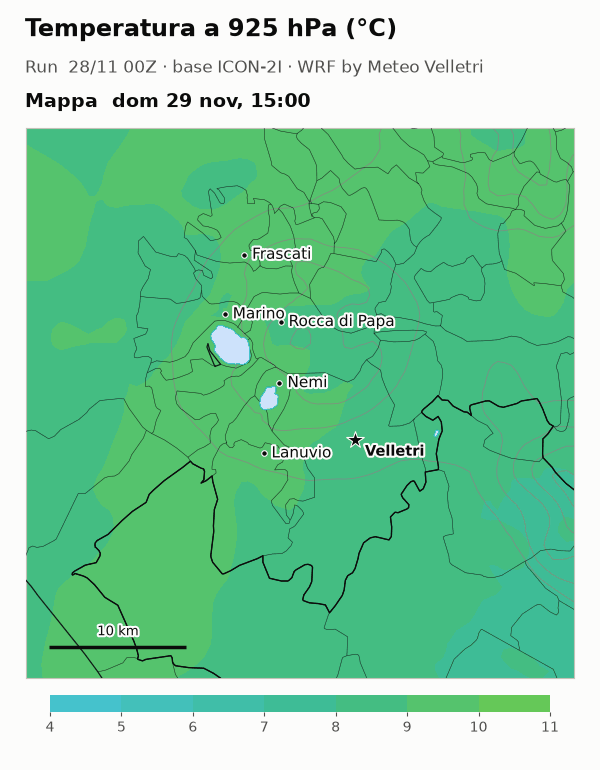 Temperatura a 925 hPa (°C)
Run  28/11 00Z · base ICON-2I · WRF by Meteo Velletri
Mappa  dom 29 nov, 15:00
Frascati
Marino
Rocca di Papa
Nemi
Velletri
Lanuvio
10 km
4 5 6 7 8 9 10 11